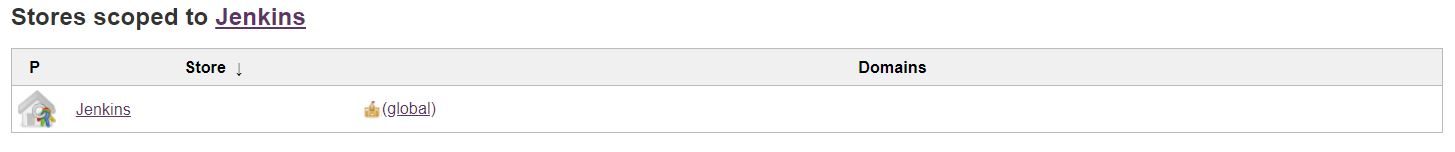 Stores scoped to Jenkins
P Store ↓ Domains
Jenkins (global)